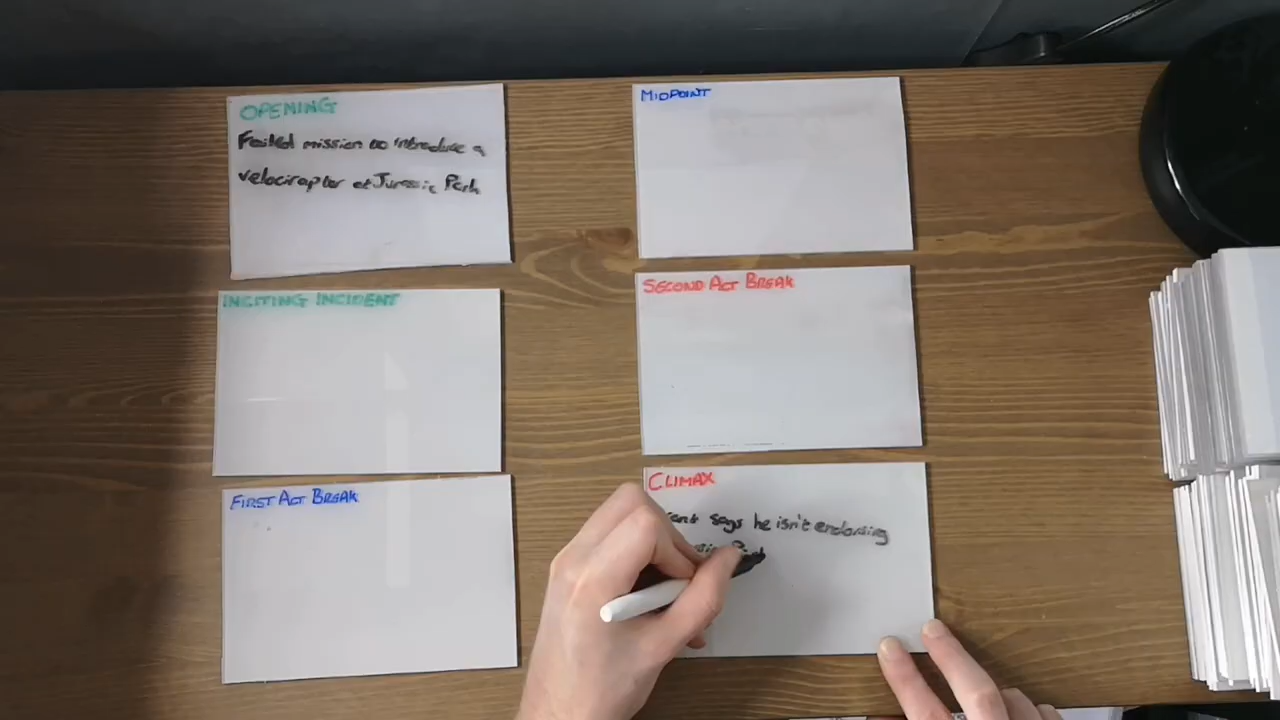 OPENING
Failed mission to introduce a
velociraptor at Jurassic Park
INCITING INCIDENT
FIRST ACT BREAK
MIDPOINT
SECOND ACT BREAK
CLIMAX
says he isn't endorsing